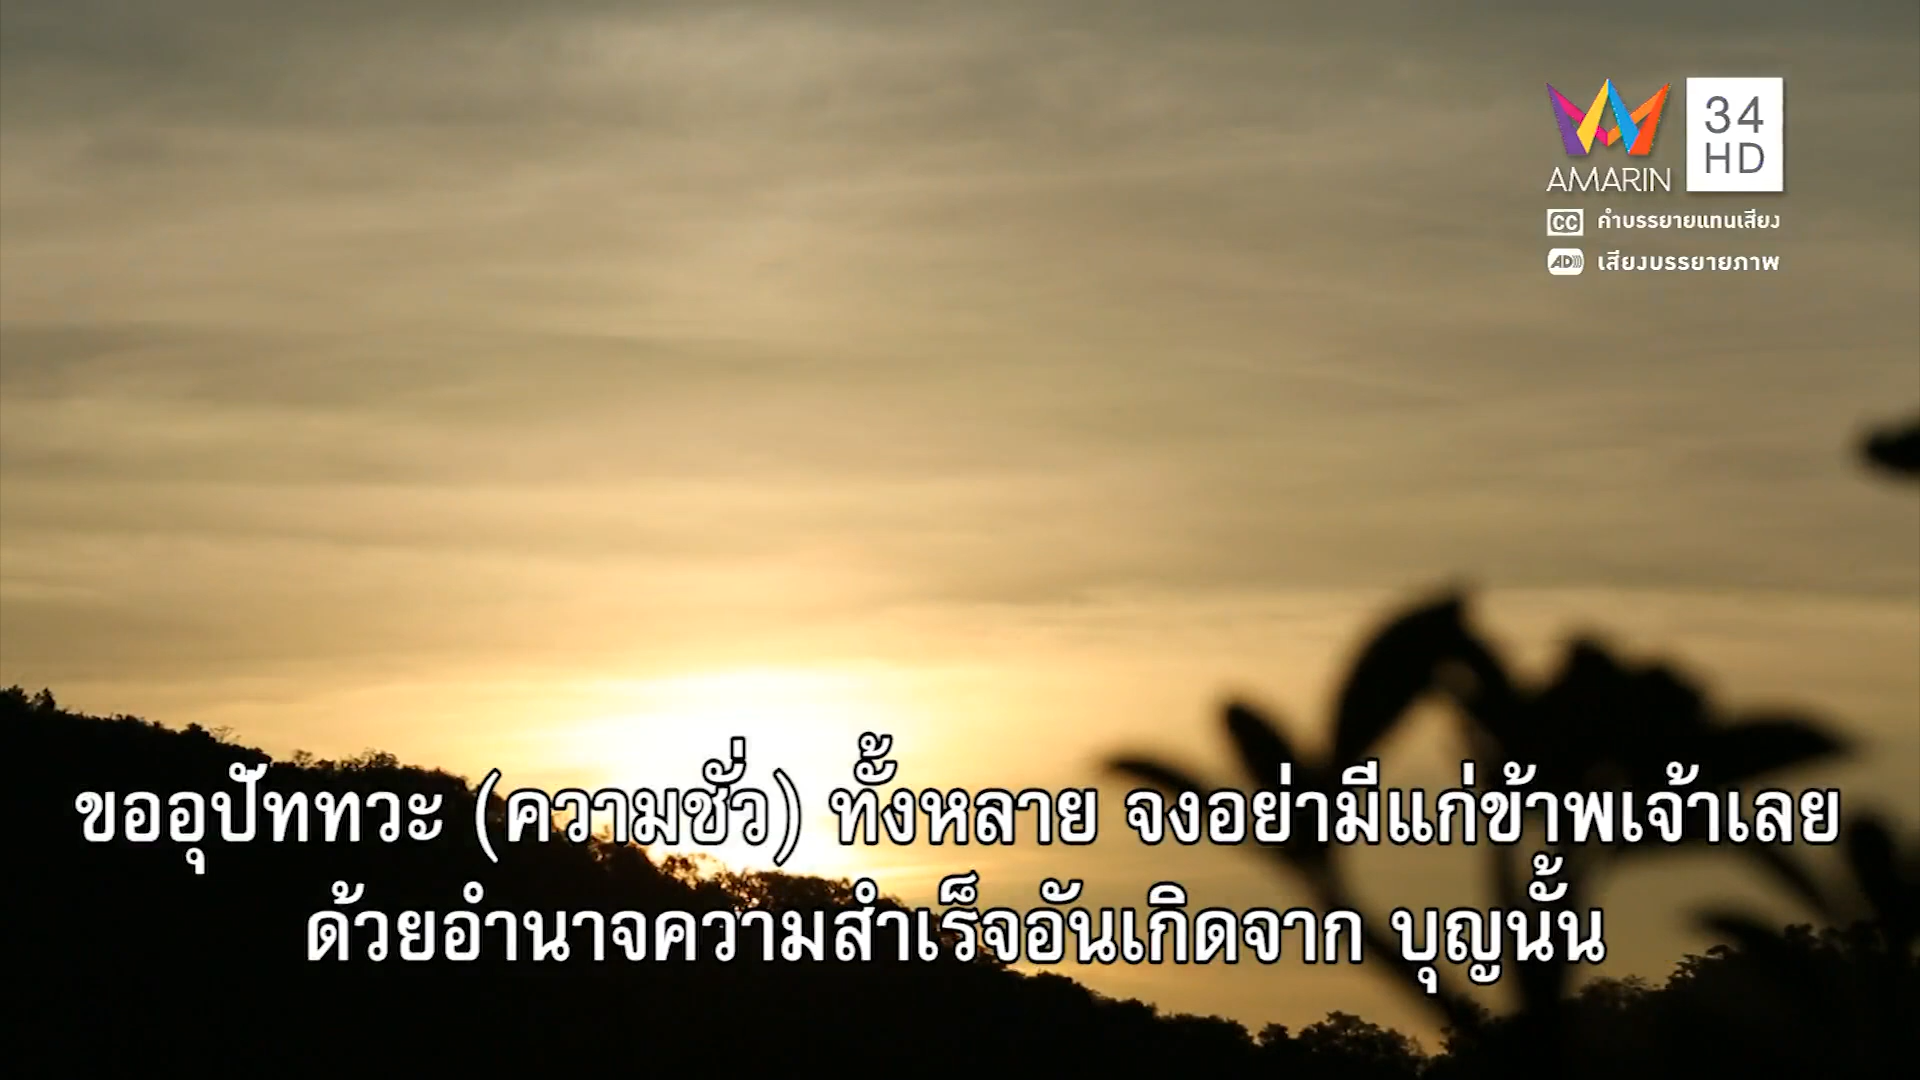 AMARIN
34
HD
CC คำบรรยายแทนเสียง
AD))) เสียงบรรยายภาพ
ขออุปัททวะ (ความชั่ว) ทั้งหลาย จงอย่ามีแก่ข้าพเจ้าเลย
ด้วยอำนาจความสำเร็จอันเกิดจาก บุญนั้น